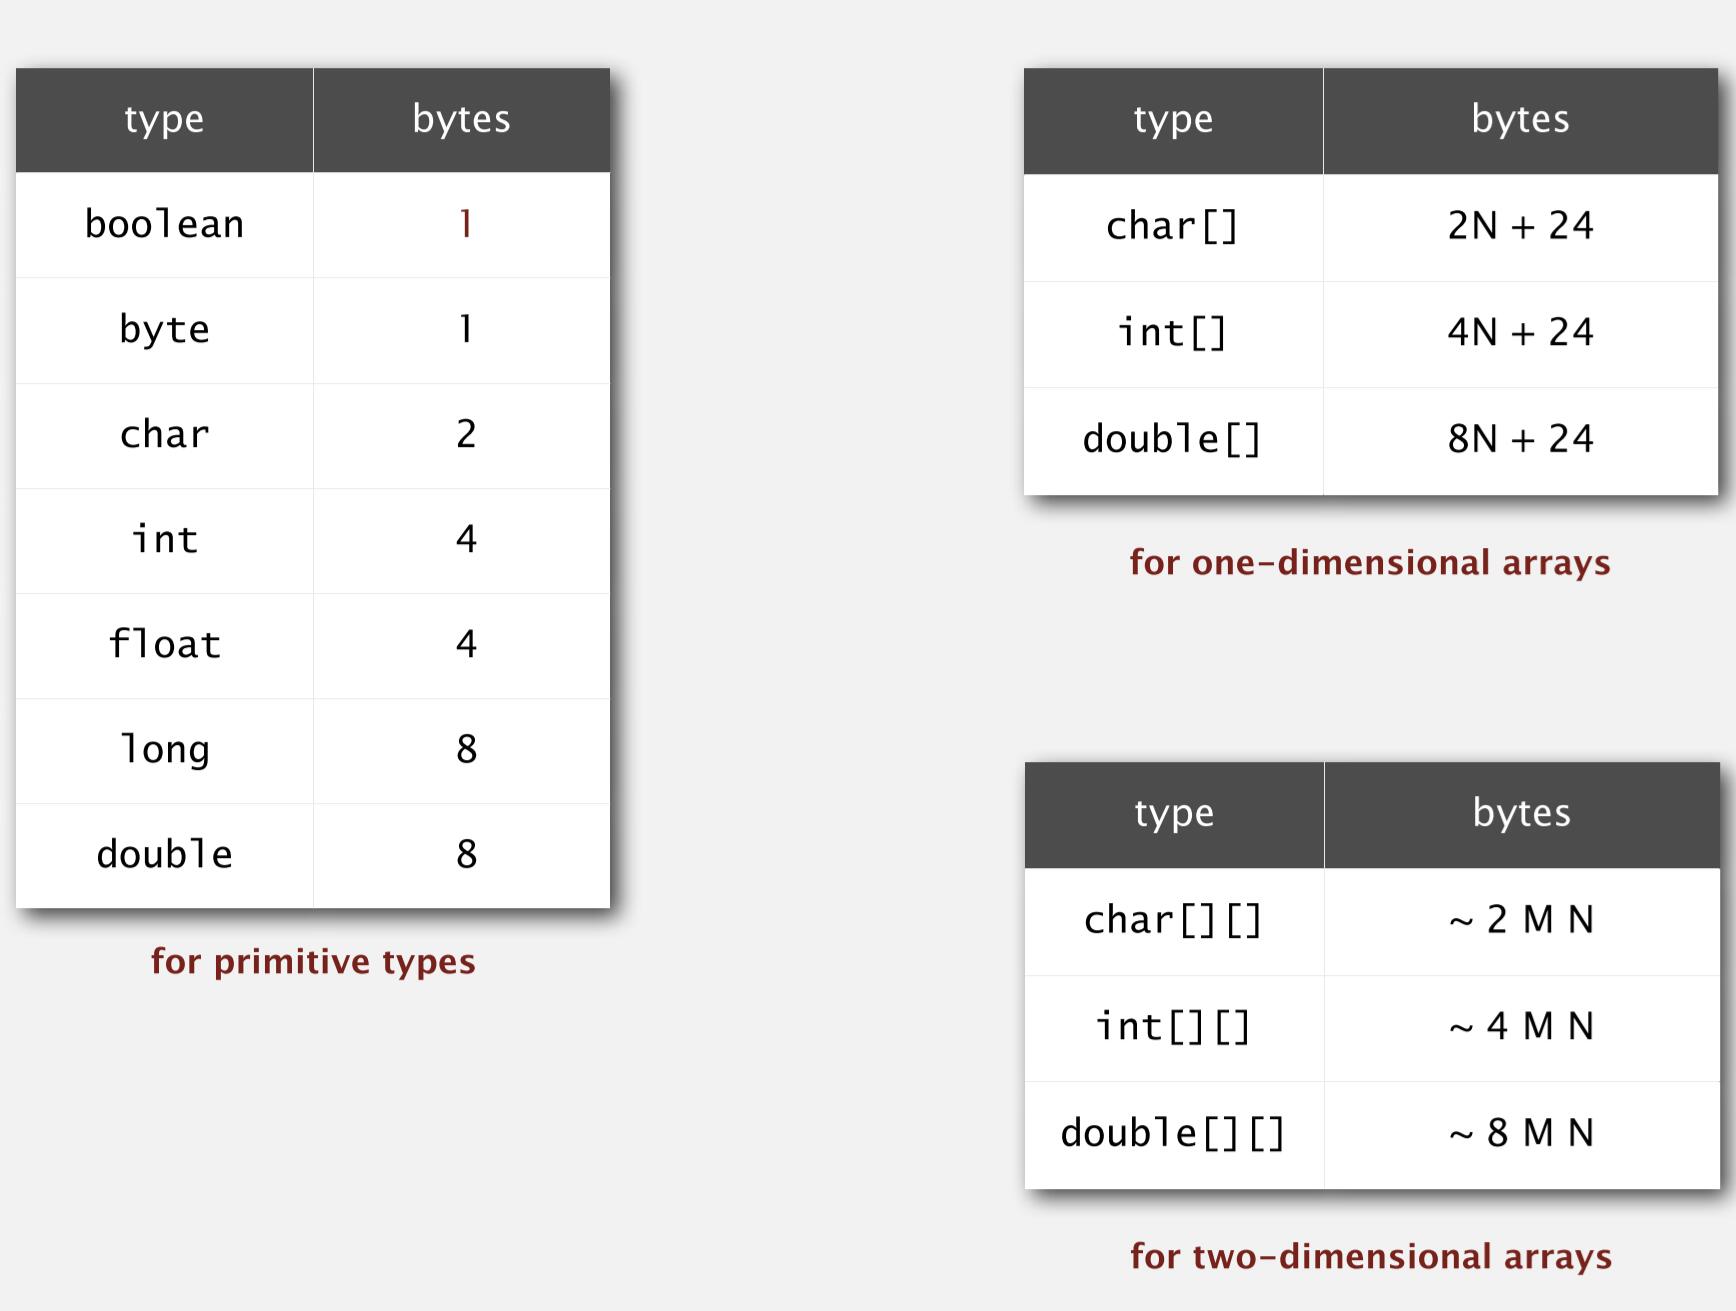 type bytes
boolean 1
byte 1
char 2
int 4
float 4
long 8
double 8
for primitive types
type bytes
char[] 2N + 24
int[] 4N + 24
double[] 8N + 24
for one-dimensional arrays
type bytes
char[][] ~ 2 M N
int[][] ~ 4 M N
double[][] ~ 8 M N
for two-dimensional arrays